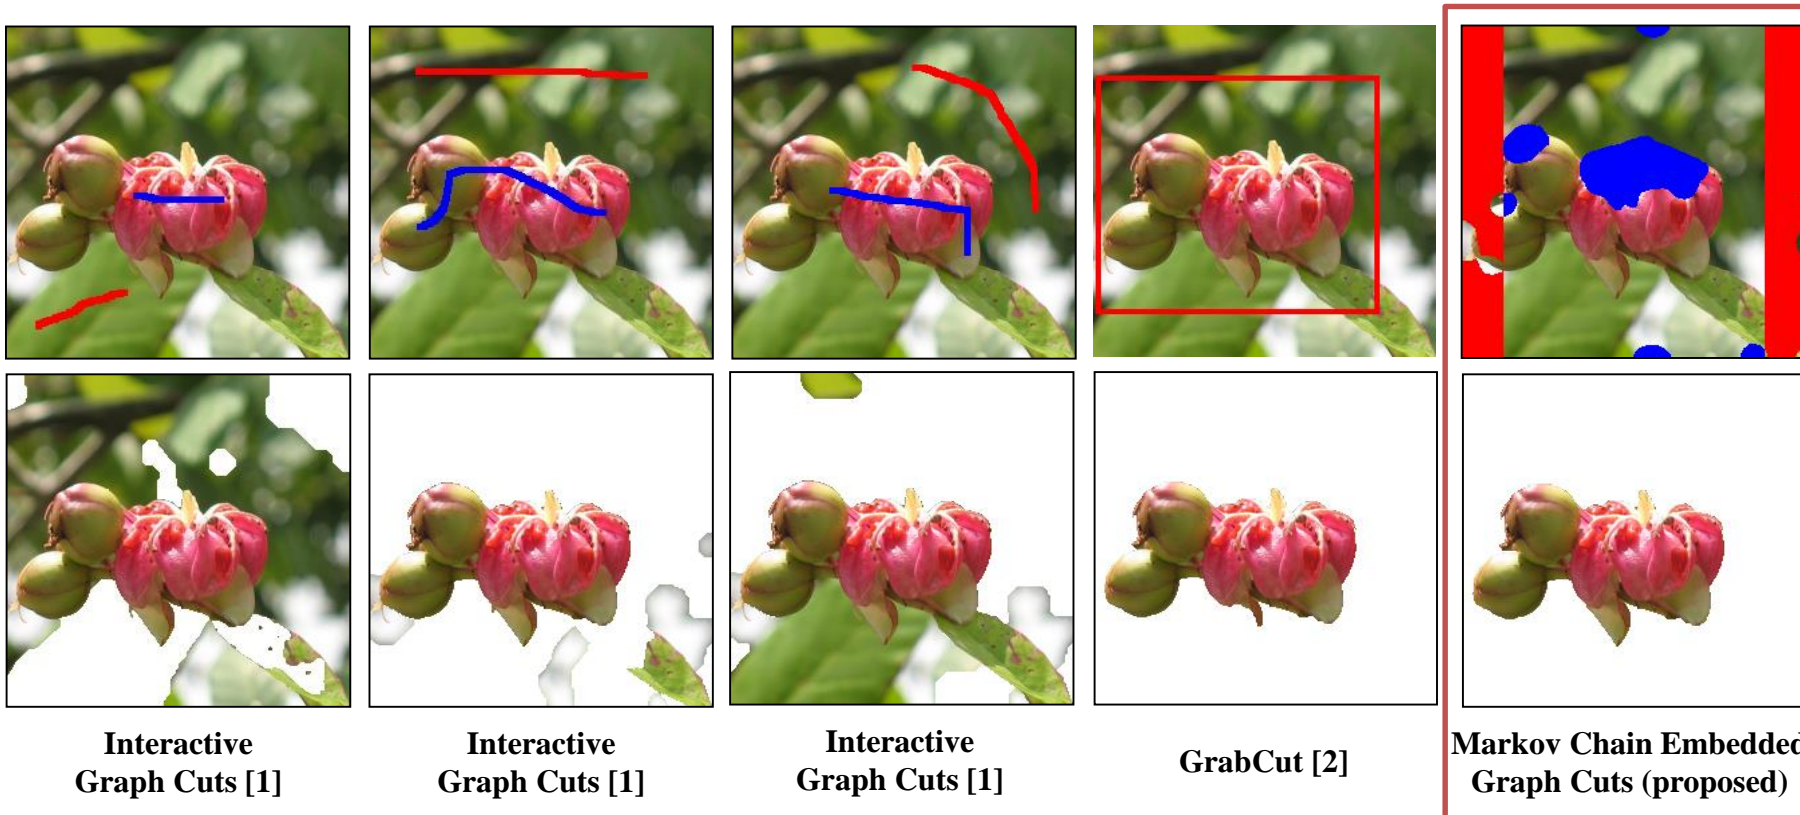 Interactive
Graph Cuts [1]
Interactive
Graph Cuts [1]
Interactive
Graph Cuts [1]
GrabCut [2]
Markov Chain Embedded
Graph Cuts (proposed)